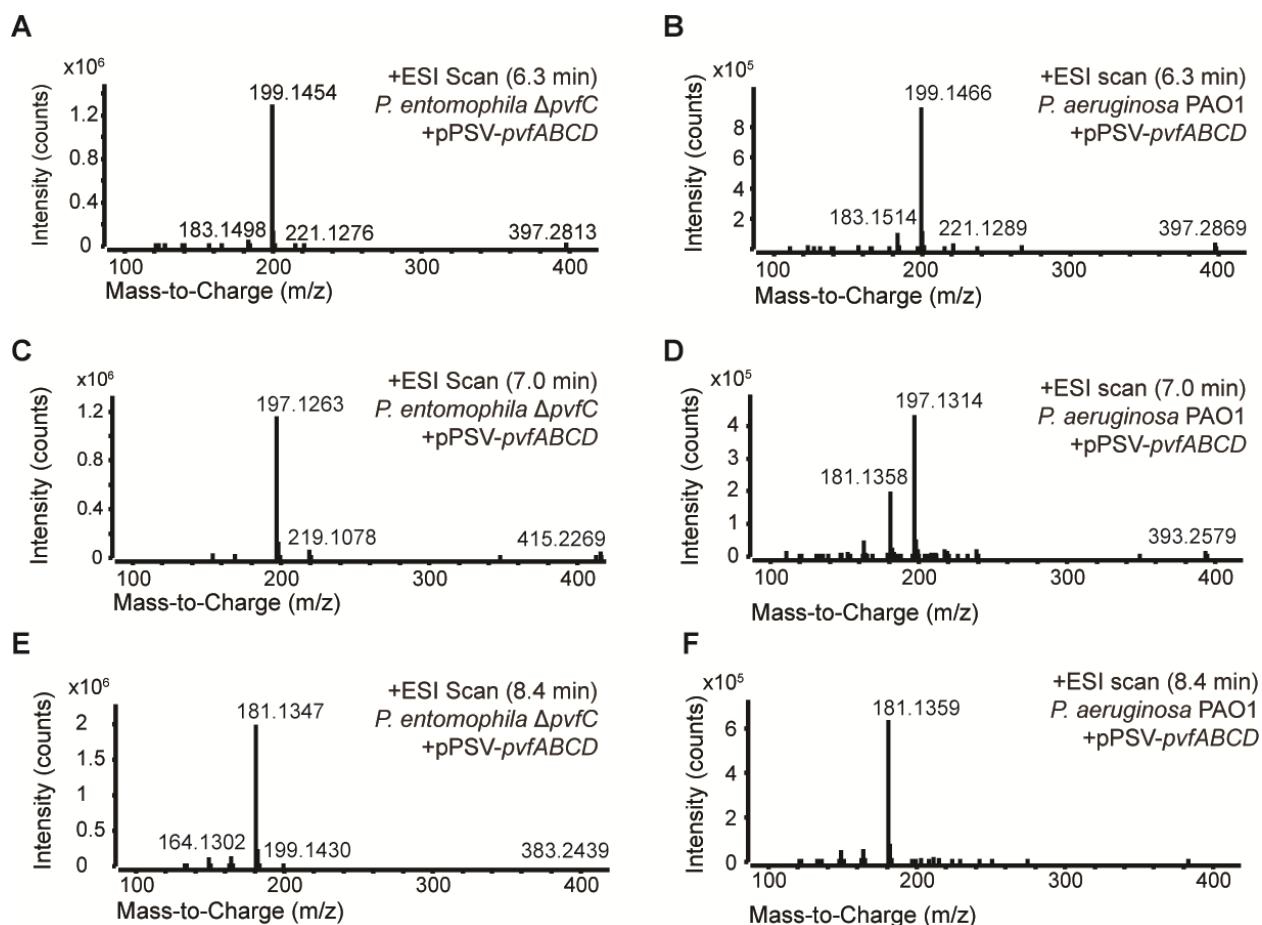 A
x10⁶
+ESI Scan (6.3 min)
P. entomophila ΔpvfC
+pPSV-pvfABCD
199.1454
1.2
0.8
0.4
0
183.1498
221.1276
397.2813
Intensity (counts)
100
200
300
400
Mass-to-Charge (m/z)
B
x10⁵
+ESI scan (6.3 min)
P. aeruginosa PAO1
+pPSV-pvfABCD
199.1466
8
6
4
2
183.1514
221.1289
397.2869
Intensity (counts)
100
200
300
400
Mass-to-Charge (m/z)
C
x10⁶
+ESI Scan (7.0 min)
P. entomophila ΔpvfC
+pPSV-pvfABCD
197.1263
1.2
0.8
0.4
0
219.1078
415.2269
Intensity (counts)
100
200
300
400
Mass-to-Charge (m/z)
D
x10⁵
+ESI scan (7.0 min)
P. aeruginosa PAO1
+pPSV-pvfABCD
197.1314
4
3
2
1
0
181.1358
393.2579
Intensity (counts)
100
200
300
400
Mass-to-Charge (m/z)
E
x10⁶
+ESI Scan (8.4 min)
P. entomophila ΔpvfC
+pPSV-pvfABCD
181.1347
2
1.5
1
0.5
0
164.1302
199.1430
383.2439
Intensity (counts)
100
200
300
400
Mass-to-Charge (m/z)
F
x10⁵
+ESI scan (8.4 min)
P. aeruginosa PAO1
+pPSV-pvfABCD
181.1359
6
4
2
0
Intensity (counts)
100
200
300
400
Mass-to-Charge (m/z)